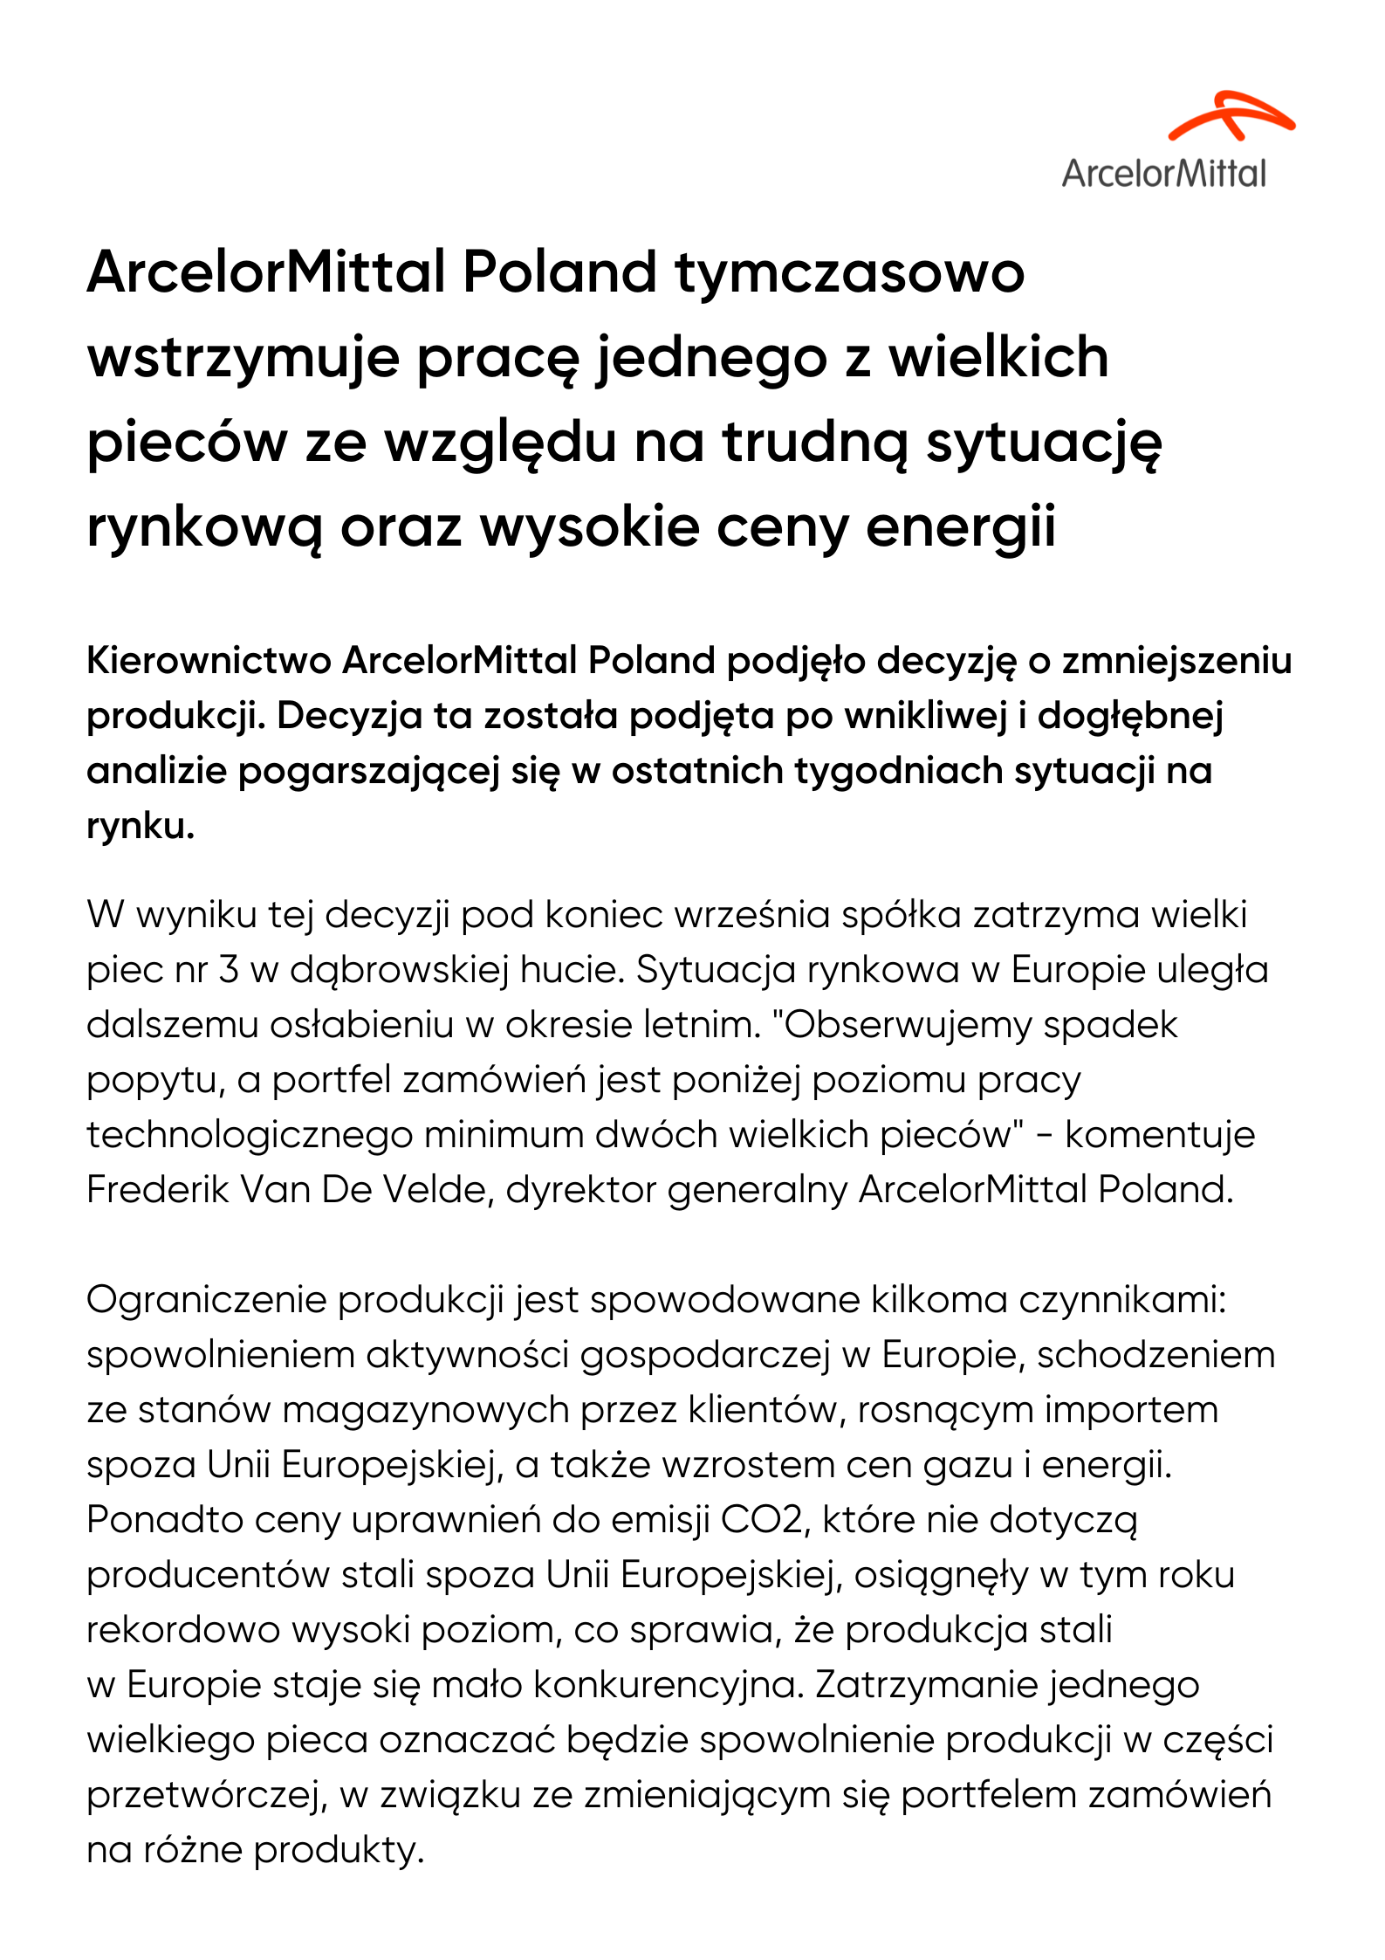 ArcelorMittal
ArcelorMittal Poland tymczasowo
wstrzymuje pracę jednego z wielkich
pieców ze względu na trudną sytuację
rynkową oraz wysokie ceny energii
Kierownictwo ArcelorMittal Poland podjęło decyzję o zmniejszeniu
produkcji. Decyzja ta została podjęta po wnikliwej i dogłębnej
analizie pogarszającej się w ostatnich tygodniach sytuacji na
rynku.
W wyniku tej decyzji pod koniec września spółka zatrzyma wielki
piec nr 3 w dąbrowskiej hucie. Sytuacja rynkowa w Europie uległa
dalszemu osłabieniu w okresie letnim. "Obserwujemy spadek
popytu, a portfel zamówień jest poniżej poziomu pracy
technologicznego minimum dwóch wielkich pieców" - komentuje
Frederik Van De Velde, dyrektor generalny ArcelorMittal Poland.
Ograniczenie produkcji jest spowodowane kilkoma czynnikami:
spowolnieniem aktywności gospodarczej w Europie, schodzeniem
ze stanów magazynowych przez klientów, rosnącym importem
spoza Unii Europejskiej, a także wzrostem cen gazu i energii.
Ponadto ceny uprawnień do emisji CO2, które nie dotyczą
producentów stali spoza Unii Europejskiej, osiągnęły w tym roku
rekordowo wysoki poziom, co sprawia, że produkcja stali
w Europie staje się mało konkurencyjna. Zatrzymanie jednego
wielkiego pieca oznaczać będzie spowolnienie produkcji w części
przetwórczej, w związku ze zmieniającym się portfelem zamówień
na różne produkty.